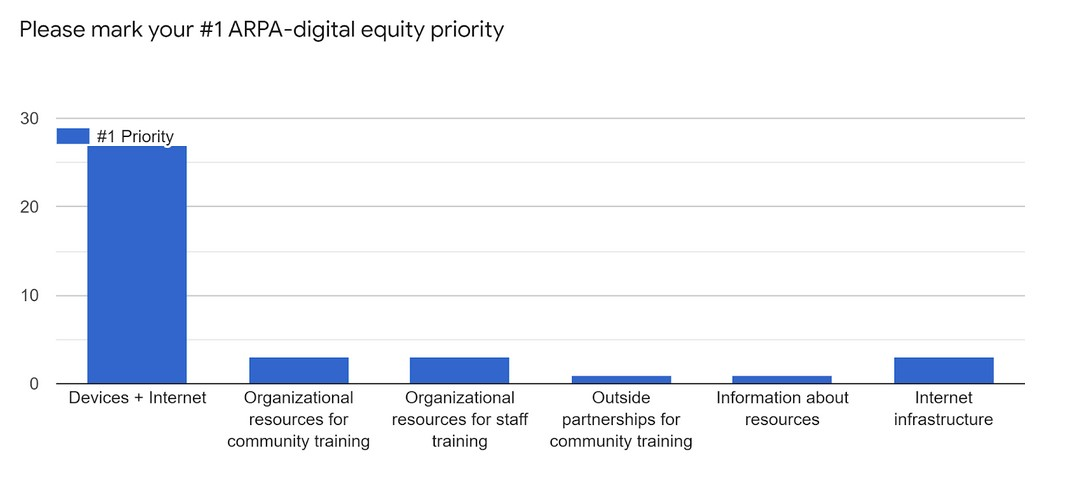 Please mark your #1 ARPA-digital equity priority
30
#1 Priority
20
10
0
Devices + Internet
Organizational
resources for
community training
Organizational
resources for staff
training
Outside
partnerships for
community training
Information about
resources
Internet
infrastructure